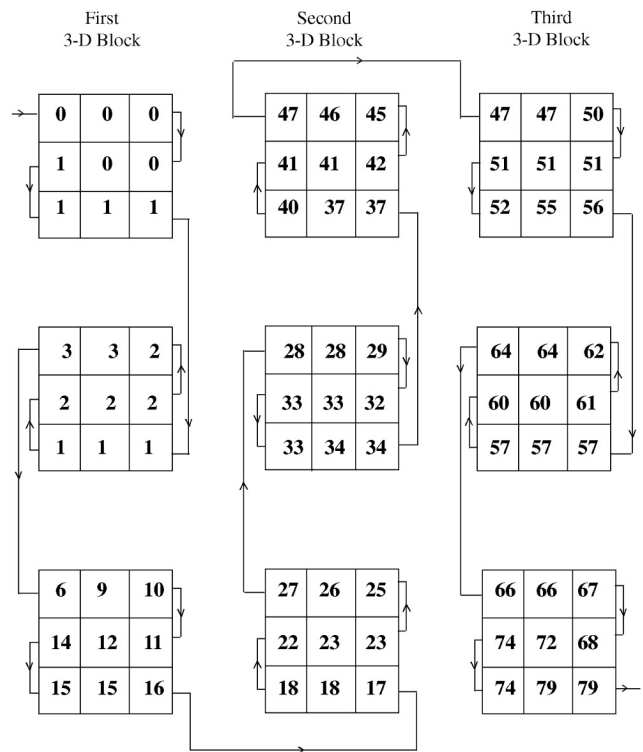 First
3-D Block
Second
3-D Block
Third
3-D Block
0 0 0
1 0 0
1 1 1
47 46 45
41 41 42
40 37 37
47 47 50
51 51 51
52 55 56
3 3 2
2 2 2
1 1 1
28 28 29
33 33 32
33 34 34
64 64 62
60 60 61
57 57 57
6 9 10
14 12 11
15 15 16
27 26 25
22 23 23
18 18 17
66 66 67
74 72 68
74 79 79